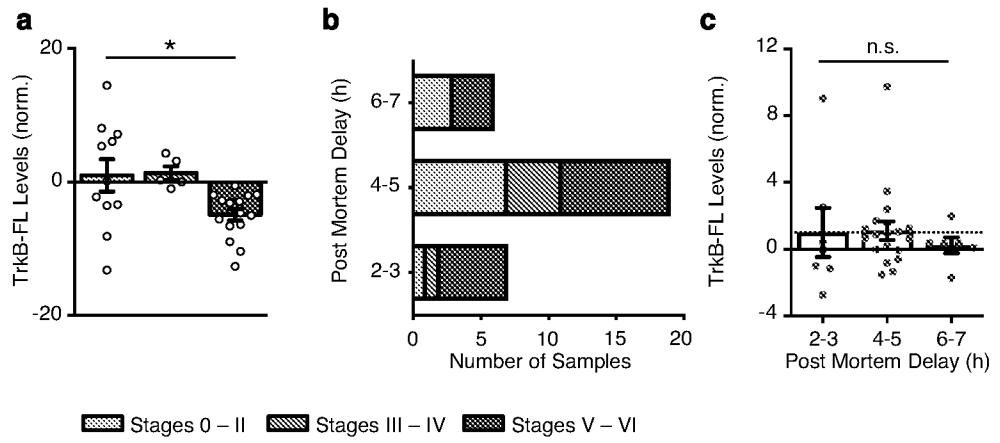 a
20
0
-20
TrkB-FL Levels (norm.)
*
b
Post Mortem Delay (h)
6-7
4-5
2-3
0
5
10
15
20
Number of Samples
c
12
8
4
0
-4
TrkB-FL Levels (norm.)
n.s.
2-3
4-5
6-7
Post Mortem Delay (h)
Stages 0 – II
Stages III – IV
Stages V – VI